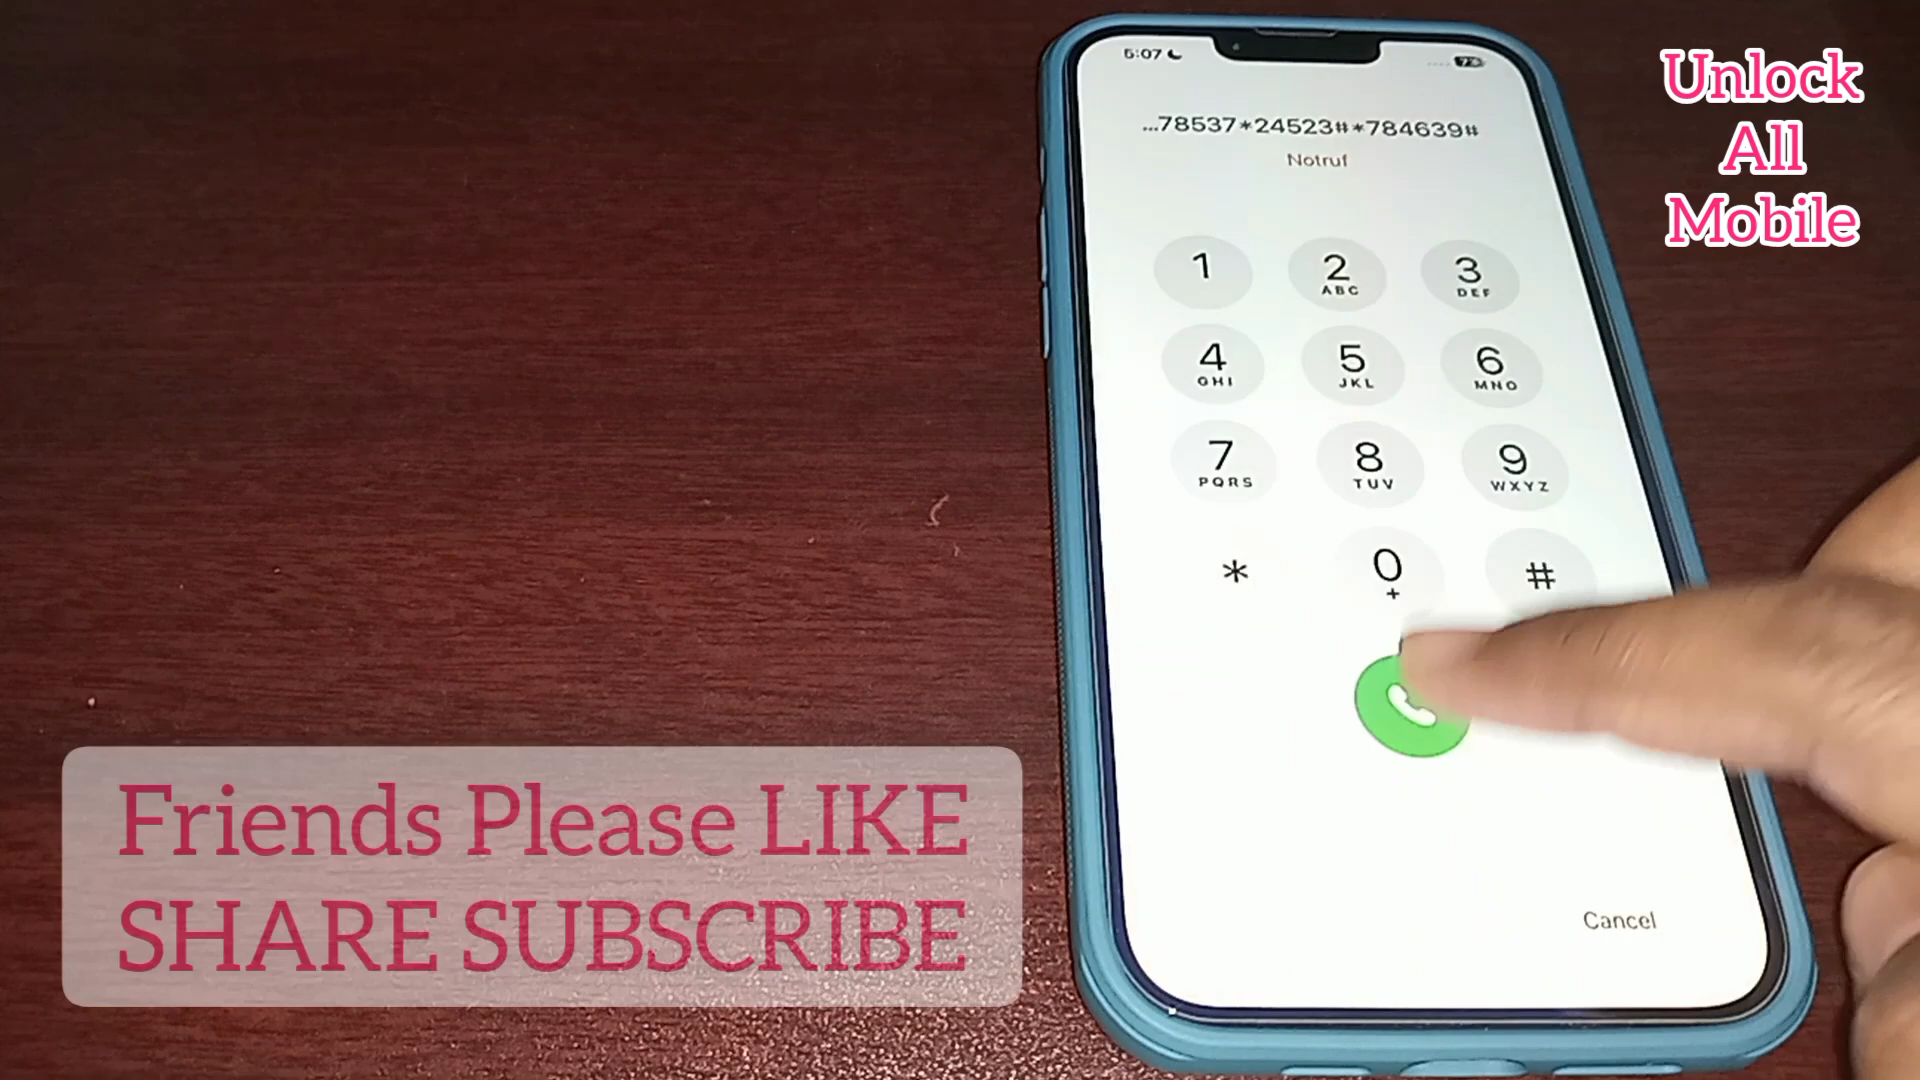 5:07
73
Unlock
All
Mobile
...78537*24523#*784639#
Notruf
1
2
ABC
3
DEF
4
GHI
5
JKL
6
MNO
7
PQRS
8
TUV
9
WXYZ
*
0
+
#
Friends Please LIKE
SHARE SUBSCRIBE
Cancel